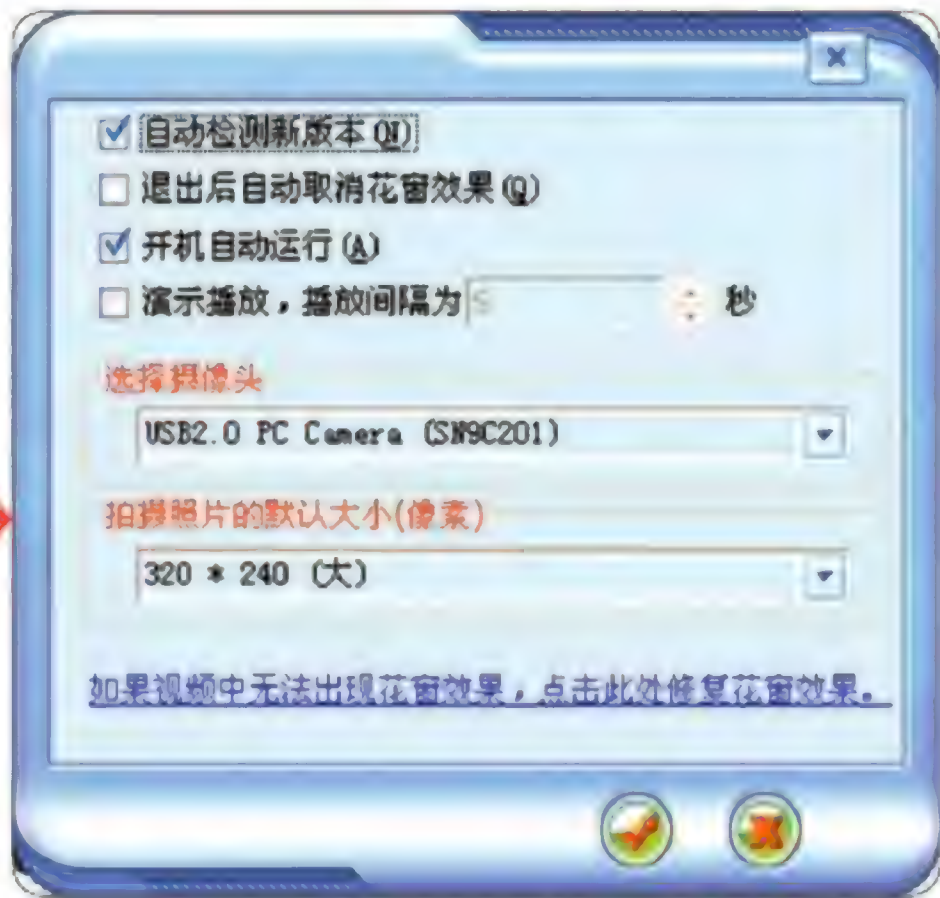 自动检测新版本(N)
退出后自动取消花窗效果(Q)
开机自动运行(A)
演示播放，播放间隔为5 秒
选择摄像头
USB2.0 PC Camera (SN9C201)
拍摄照片的默认大小(像素)
320 * 240 (大)
如果视频中无法出现花窗效果，点击此处修复花窗效果。